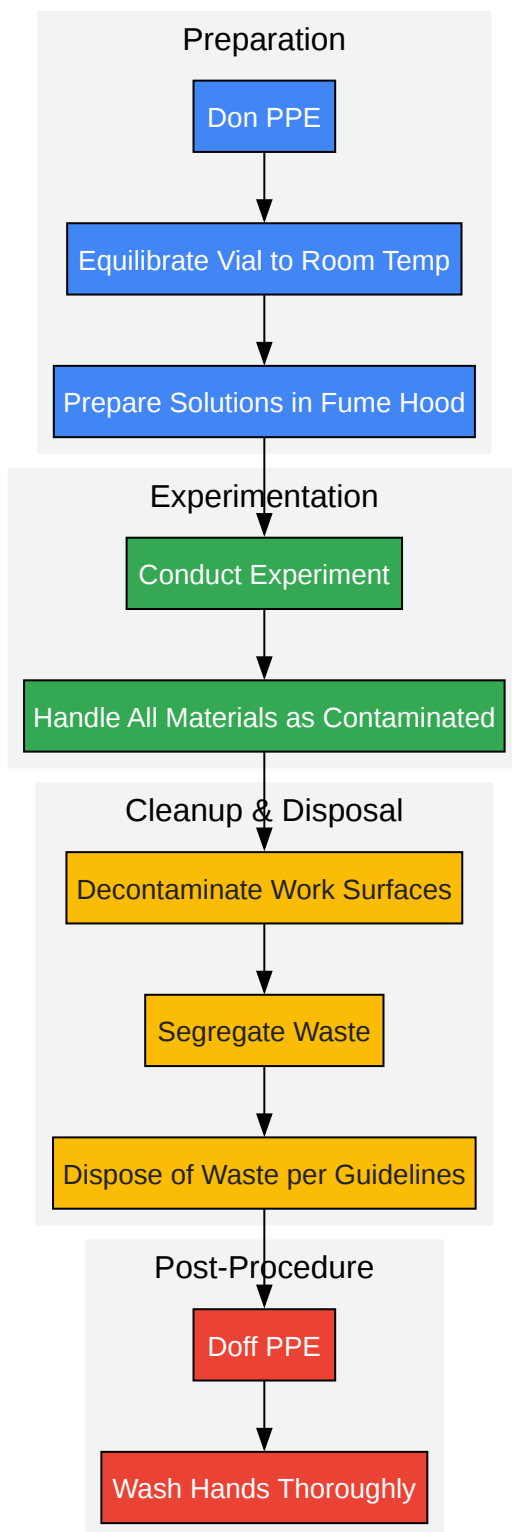 Preparation
Don PPE
Equilibrate Vial to Room Temp
Prepare Solutions in Fume Hood
Experimentation
Conduct Experiment
Handle All Materials as Contaminated
Cleanup & Disposal
Decontaminate Work Surfaces
Segregate Waste
Dispose of Waste per Guidelines
Post-Procedure
Doff PPE
Wash Hands Thoroughly